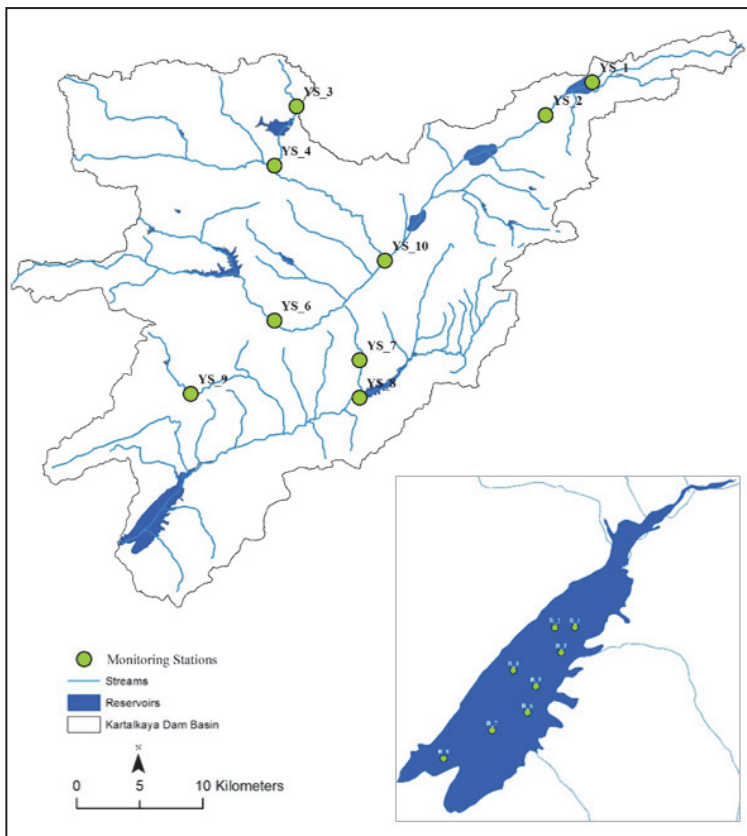 YS_1
YS_2
YS_3
YS_4
YS_10
YS_6
YS_7
YS_9
YS_8
Monitoring Stations
Streams
Reservoirs
Kartalkaya Dam Basin
N
0 5 10 Kilometers